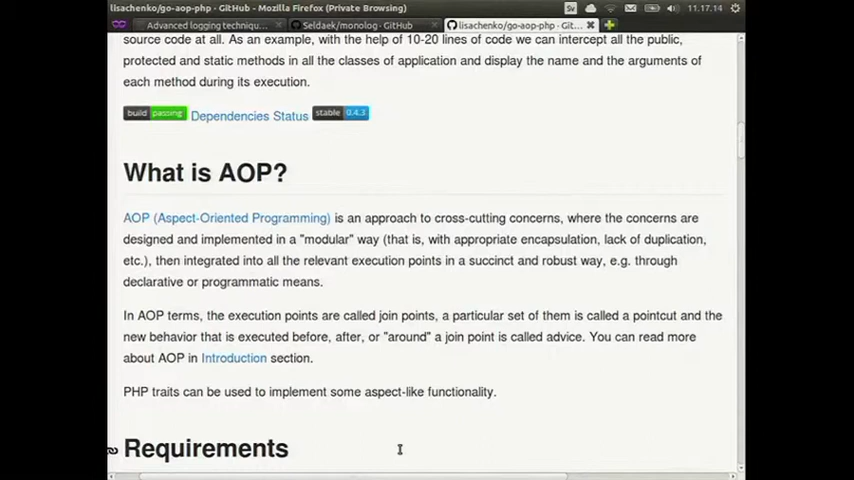 lisachenko/go-aop-php · GitHub - Mozilla Firefox (Private Browsing)
Sv
11.17.14
Advanced logging techniqu...
Seldaek/monolog · GitHub
lisachenko/go-aop-php · Git...
source code at all. As an example, with the help of 10-20 lines of code we can intercept all the public,
protected and static methods in all the classes of application and display the name and the arguments of
each method during its execution.
build passing Dependencies Status stable 0.4.3
What is AOP?
AOP (Aspect-Oriented Programming) is an approach to cross-cutting concerns, where the concerns are
designed and implemented in a "modular" way (that is, with appropriate encapsulation, lack of duplication,
etc.), then integrated into all the relevant execution points in a succinct and robust way, e.g. through
declarative or programmatic means.
In AOP terms, the execution points are called join points, a particular set of them is called a pointcut and the
new behavior that is executed before, after, or "around" a join point is called advice. You can read more
about AOP in Introduction section.
PHP traits can be used to implement some aspect-like functionality.
Requirements